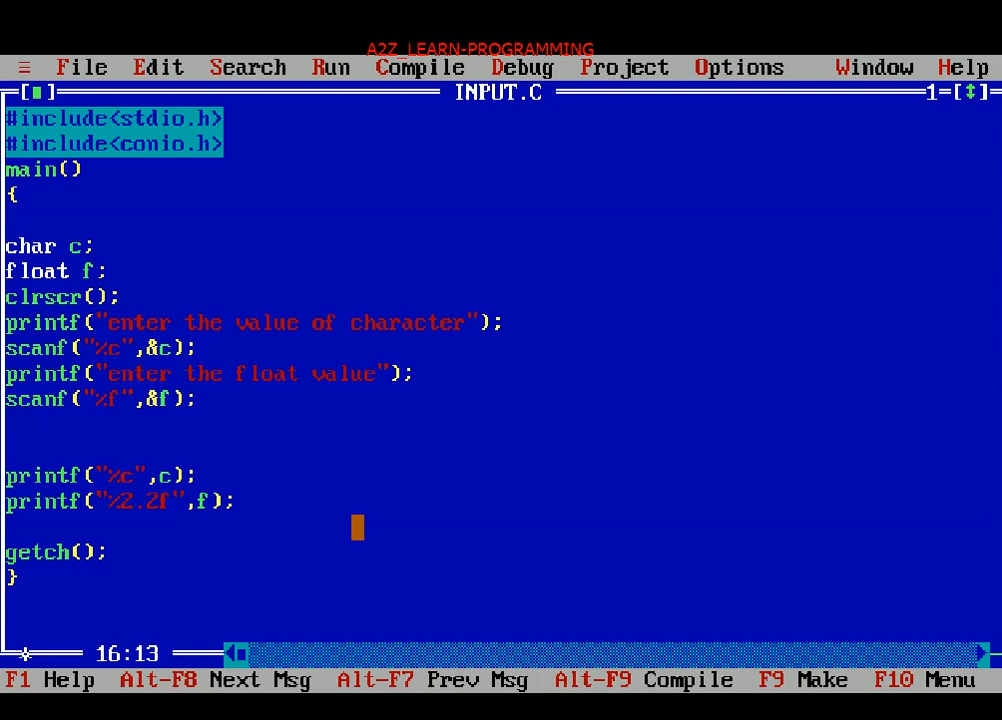 A2Z_LEARN-PROGRAMMING
≡ File Edit Search Run Compile Debug Project Options Window Help
[■] INPUT.C 1=[↕]
#include<stdio.h>
#include<conio.h>
main()
{
char c;
float f;
clrscr();
printf("enter the value of character");
scanf("%c",&c);
printf("enter the float value");
scanf("%f",&f);
printf("%c",c);
printf("%2.2f",f);
getch();
}
16:13
F1 Help Alt-F8 Next Msg Alt-F7 Prev Msg Alt-F9 Compile F9 Make F10 Menu